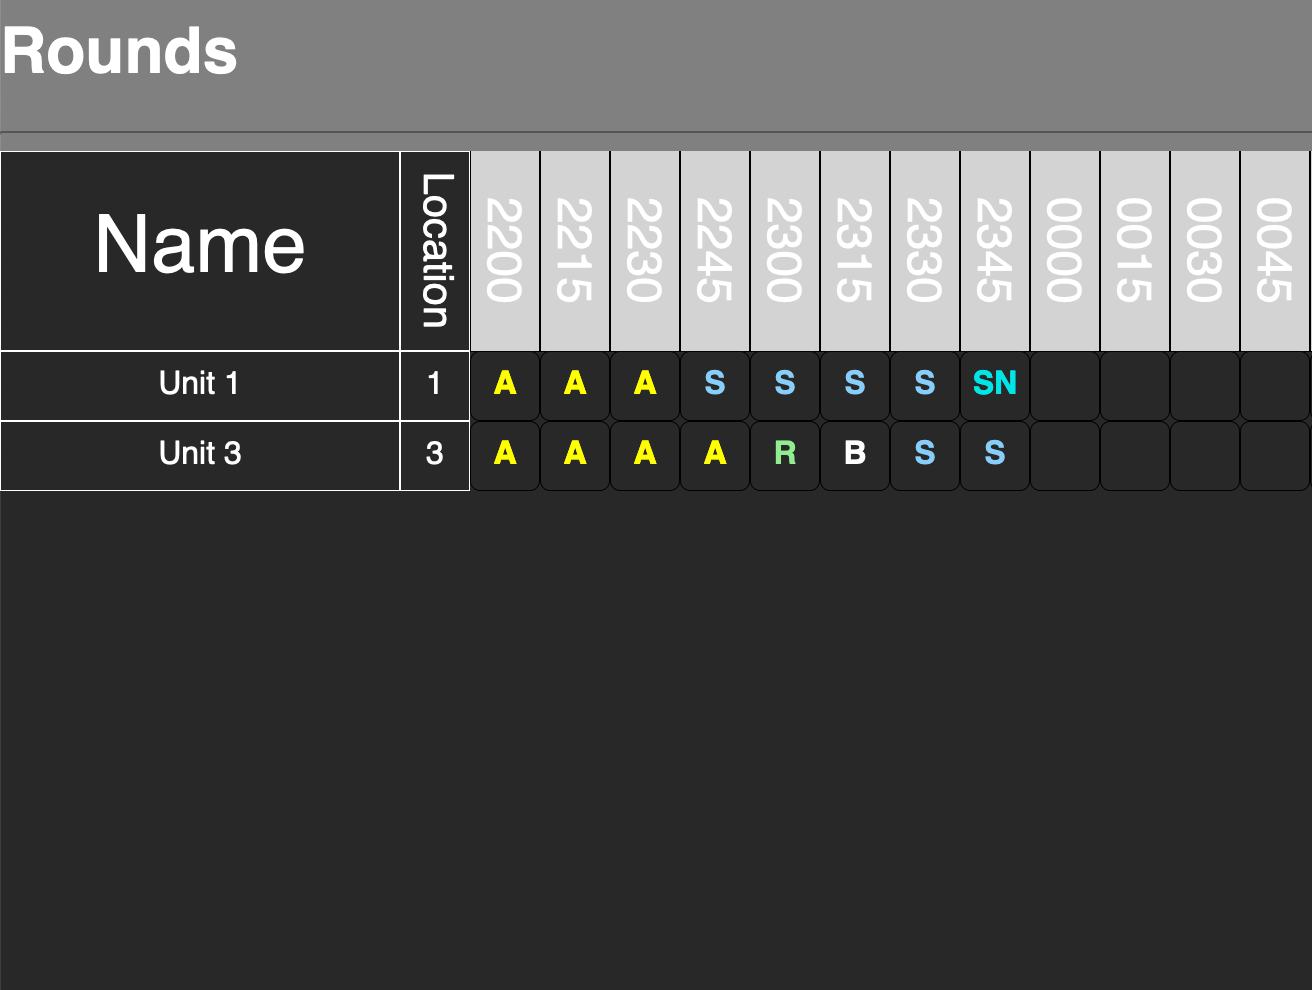 Rounds
Name Location 2200 2215 2230 2245 2300 2315 2330 2345 0000 0015 0030 0045
Unit 1 1 A A A S S S S SN
Unit 3 3 A A A A R B S S